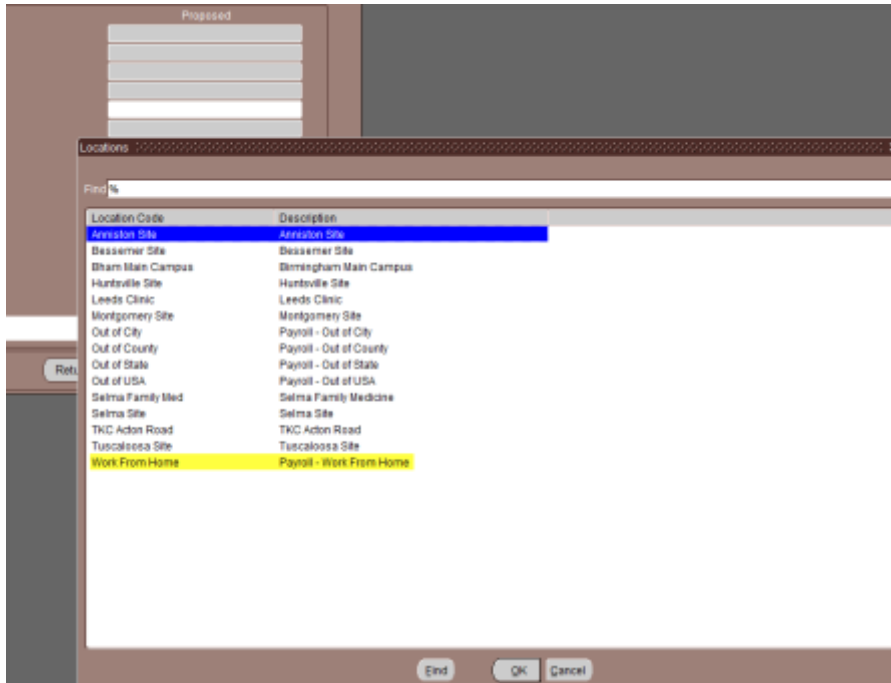 Proposed
Locations
Find %
Location Code Description
Anniston Site Anniston Site
Bessemer Site Bessemer Site
Bham Main Campus Birmingham Main Campus
Huntsville Site Huntsville Site
Leeds Clinic Leeds Clinic
Montgomery Site Montgomery Site
Out of City Payroll - Out of City
Out of County Payroll - Out of County
Out of State Payroll - Out of State
Retu
Out of USA Payroll - Out of USA
Selma Family Med Selma Family Medicine
Selma Site Selma Site
TKC Acton Road TKC Acton Road
Tuscaloosa Site Tuscaloosa Site
Work From Home Payroll - Work From Home
Find OK Cancel